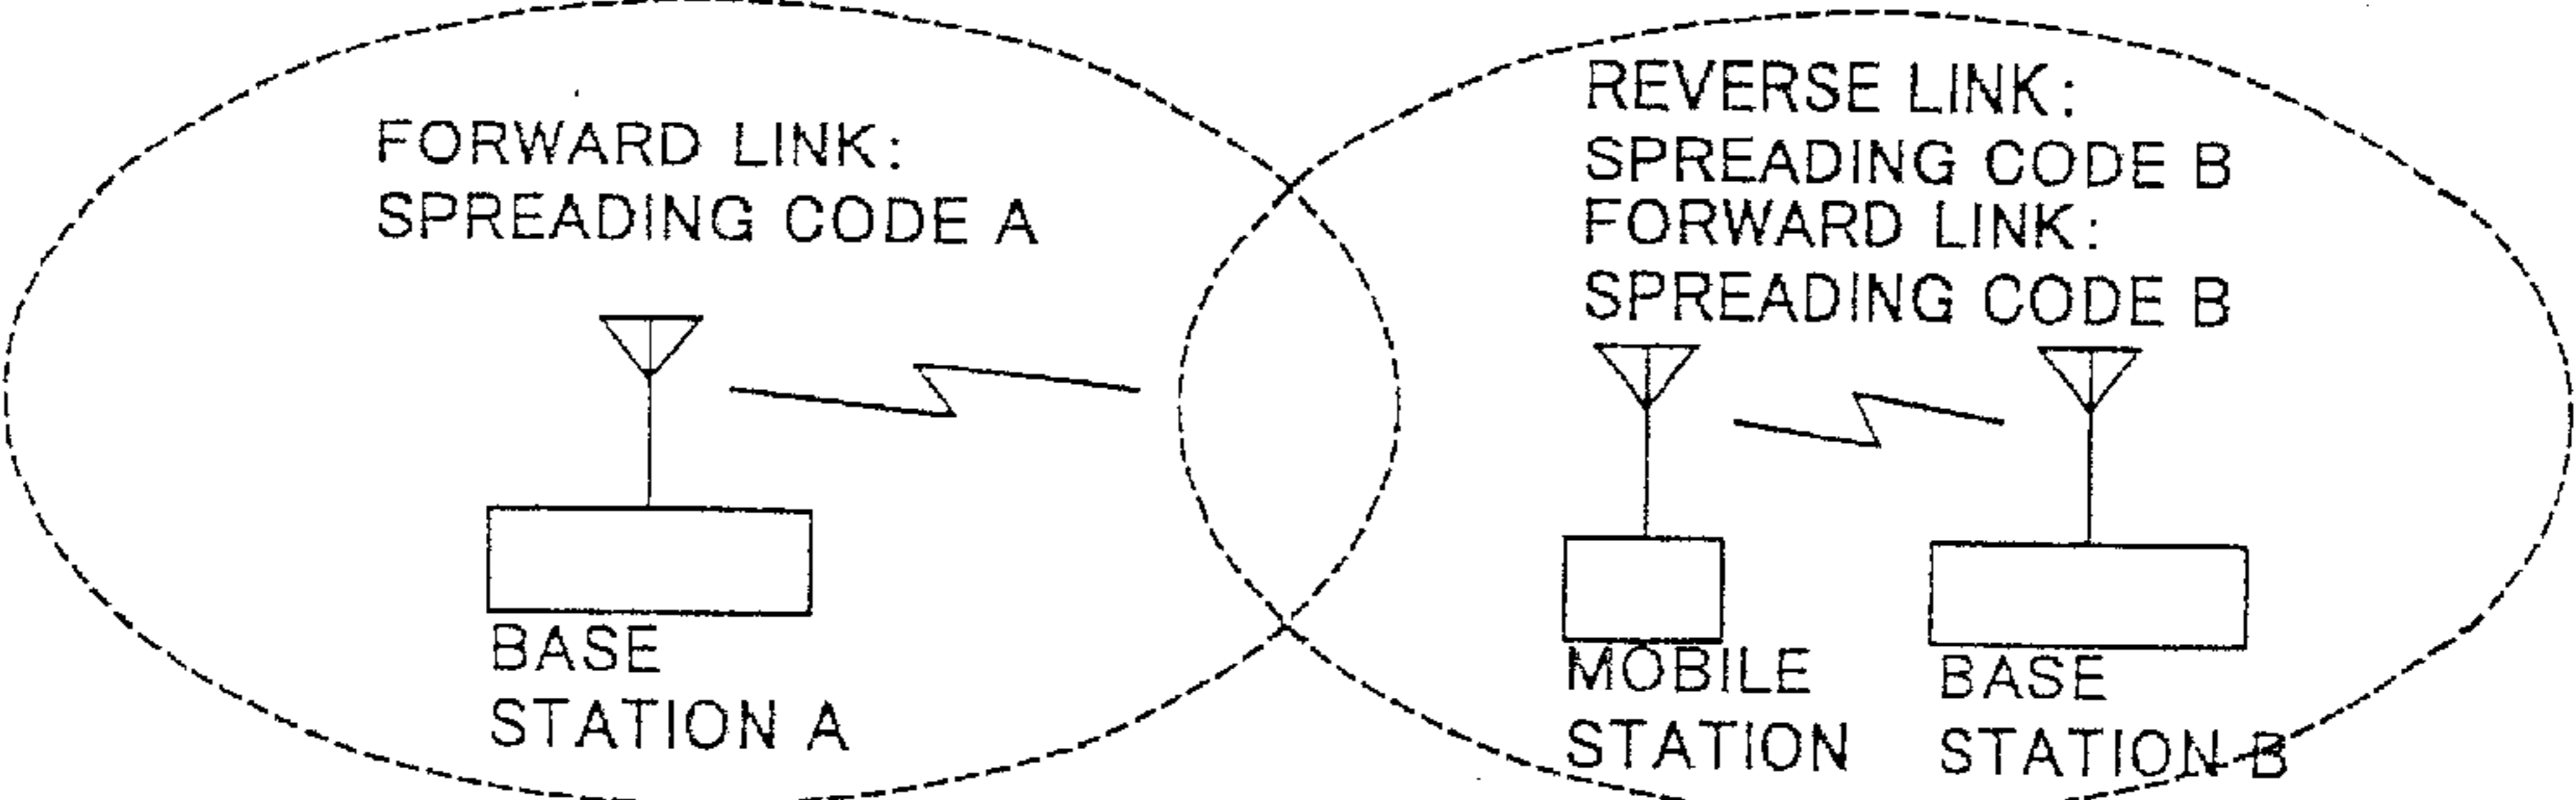 FORWARD LINK:
SPREADING CODE A
BASE
STATION A
REVERSE LINK:
SPREADING CODE B
FORWARD LINK:
SPREADING CODE B
MOBILE
STATION
BASE
STATION B